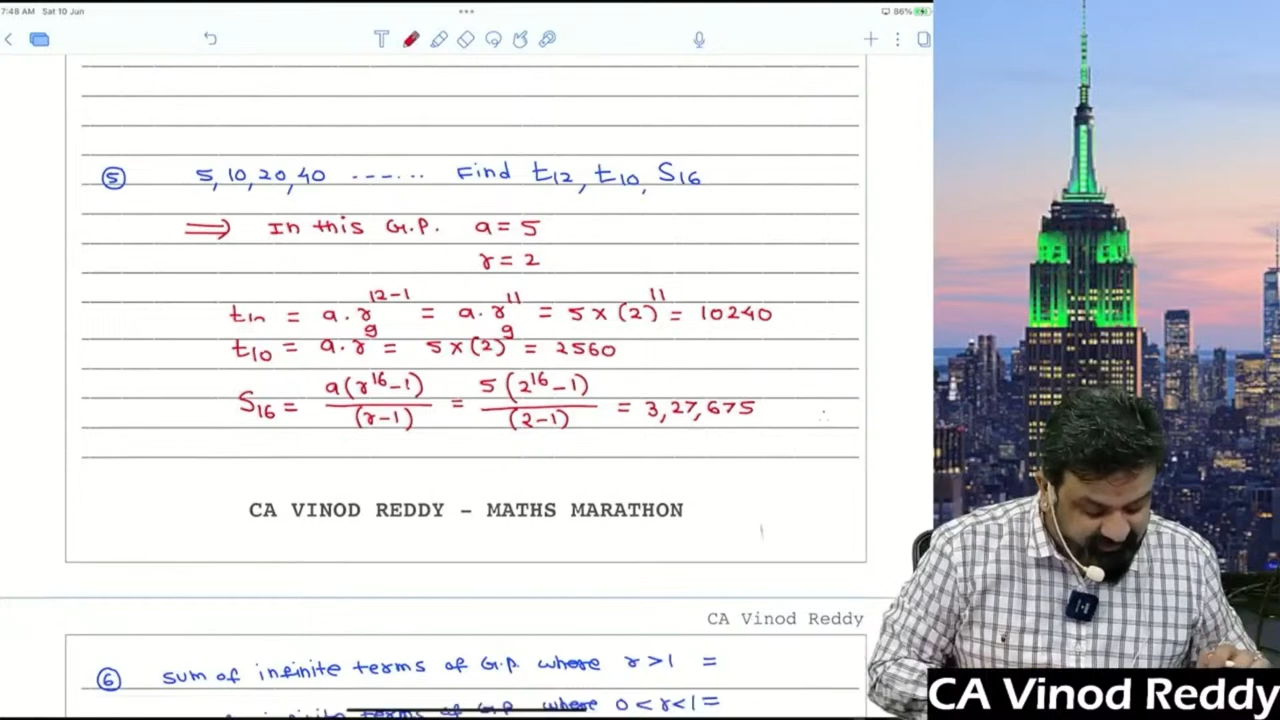 7:48 AM Sat 10 Jun
86%
T
⑤ 5, 10, 20, 40 ------- Find t12, t10, S16
⟹ In this G.P. a = 5
r = 2
t12 = a.r^12-1 = a.r^11 = 5 × (2)^11 = 10240
t10 = a.r^9 = 5 × (2)^9 = 2560
S16 = a(r^16-1)/(r-1) = 5(2^16-1)/(2-1) = 3,27,675
CA VINOD REDDY - MATHS MARATHON
CA Vinod Reddy
⑥ sum of infinite terms of G.P. where r>1 =
infinite terms of G.P. where 0<r<1=
CA Vinod Reddy